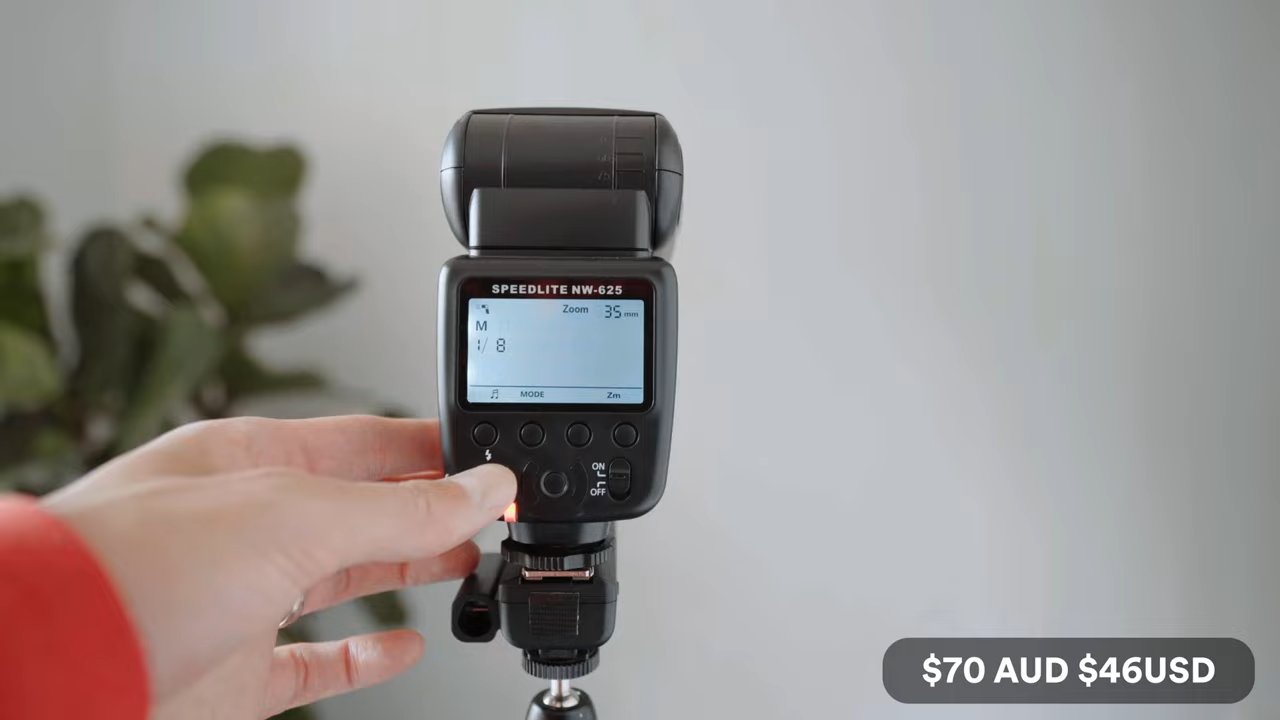 SPEEDLITE NW-625
Zoom 35 mm
M
1/ 8
MODE Zm
ON
OFF
$70 AUD $46USD